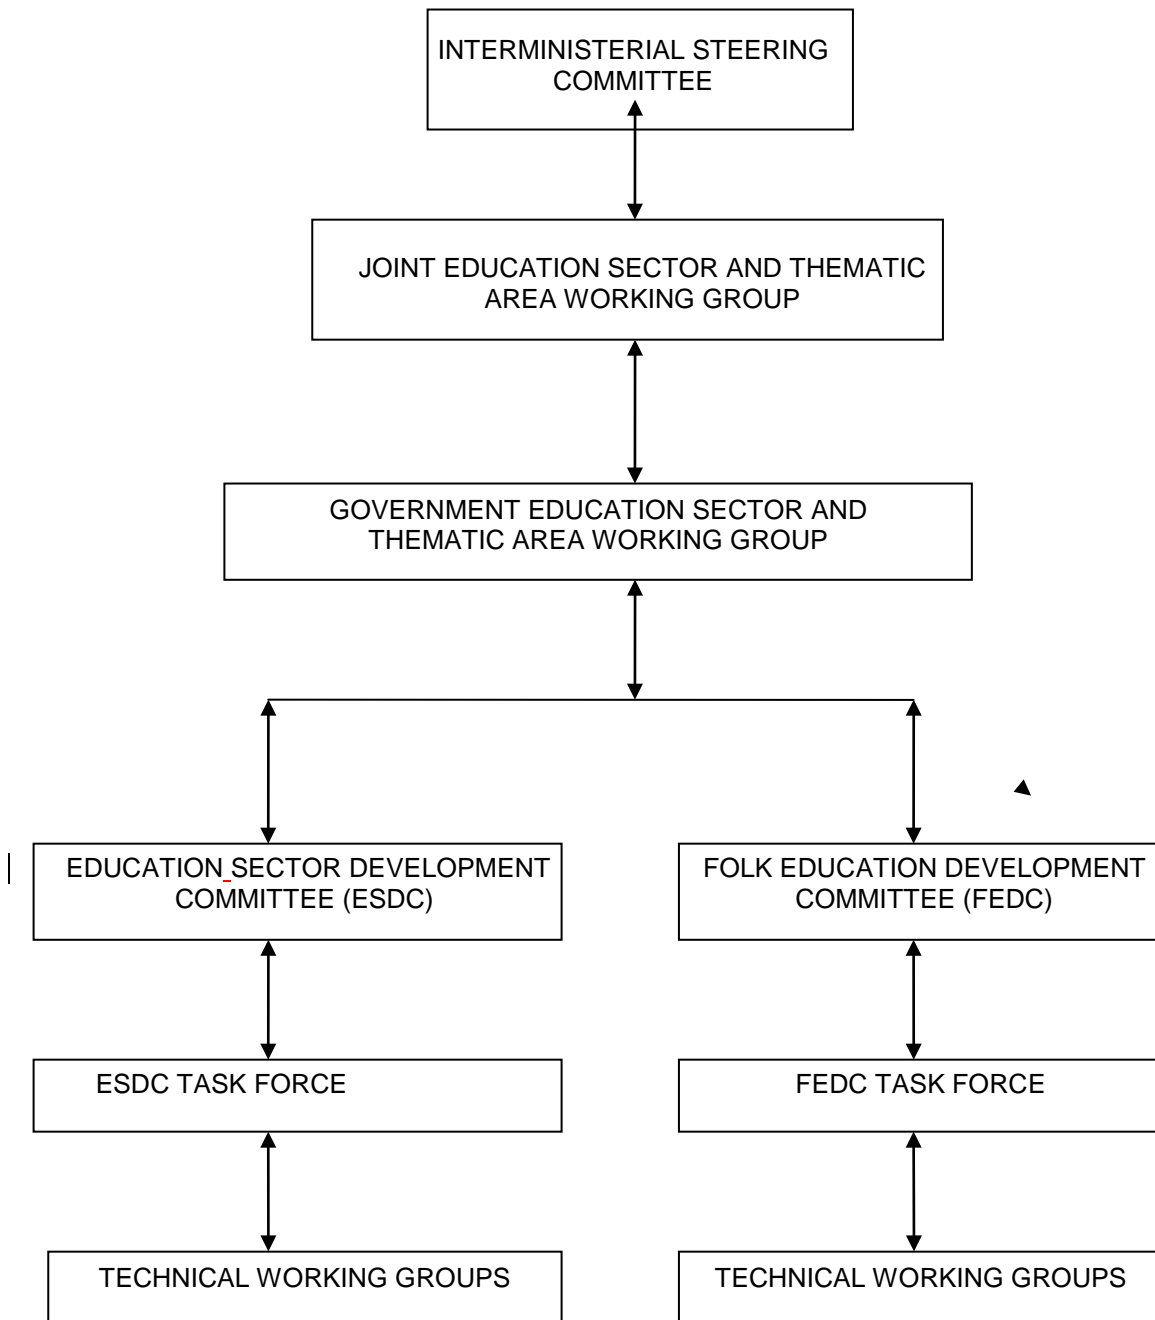 INTERMINISTERIAL STEERING
COMMITTEE
JOINT EDUCATION SECTOR AND THEMATIC
AREA WORKING GROUP
GOVERNMENT EDUCATION SECTOR AND
THEMATIC AREA WORKING GROUP
EDUCATION SECTOR DEVELOPMENT
COMMITTEE (ESDC)
FOLK EDUCATION DEVELOPMENT
COMMITTEE (FEDC)
ESDC TASK FORCE
FEDC TASK FORCE
TECHNICAL WORKING GROUPS
TECHNICAL WORKING GROUPS